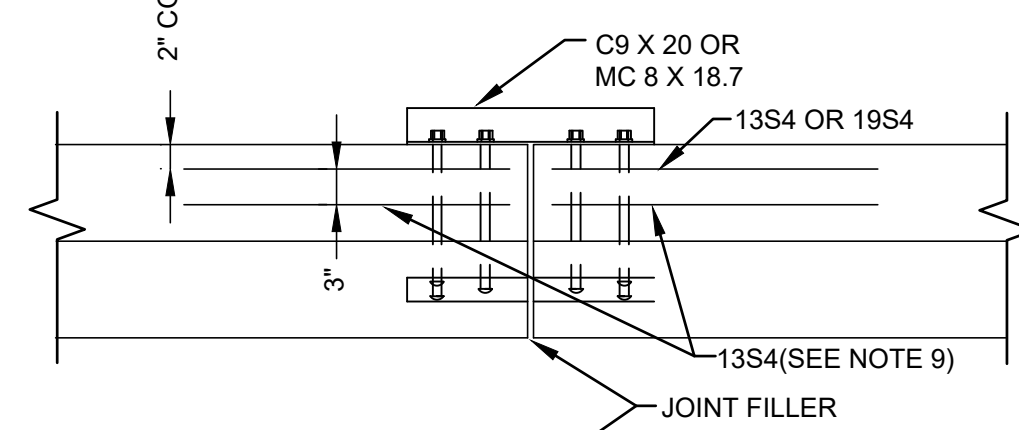 2" CO
C9 X 20 OR
MC 8 X 18.7
13S4 OR 19S4
3"
13S4(SEE NOTE 9)
JOINT FILLER